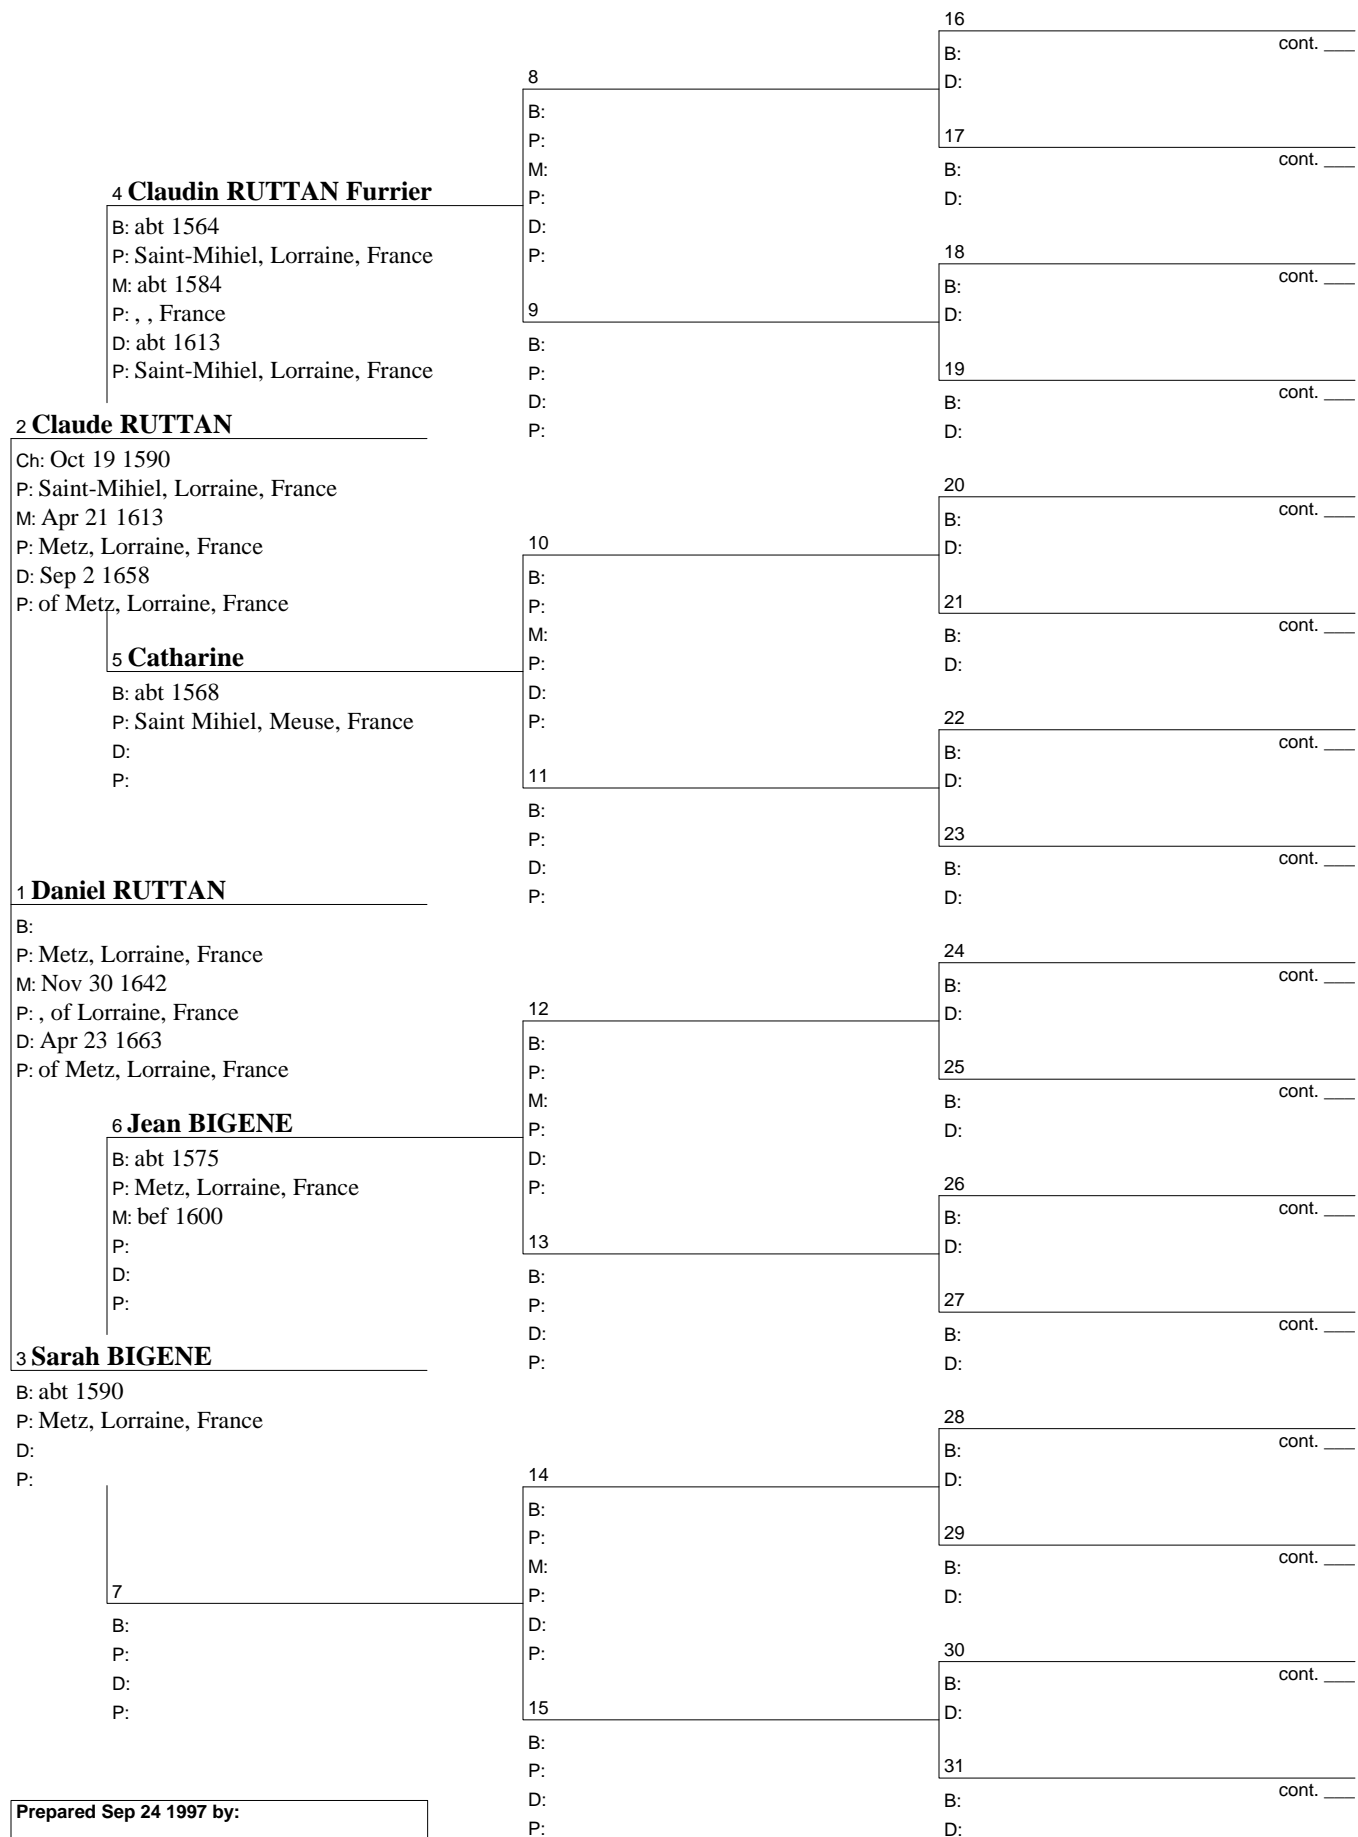 16
cont. ___
B:
D:
8
B:
P:
17
cont. ___
M:
B:
4 Claudin RUTTAN Furrier
P:
D:
B: abt 1564
D:
P: Saint-Mihiel, Lorraine, France
P:
18
cont. ___
M: abt 1584
B:
P: , , France
9
D:
D: abt 1613
B:
P: Saint-Mihiel, Lorraine, France
P:
19
cont. ___
D:
B:
2 Claude RUTTAN
P:
D:
Ch: Oct 19 1590
P: Saint-Mihiel, Lorraine, France
20
cont. ___
M: Apr 21 1613
B:
P: Metz, Lorraine, France
10
D:
D: Sep 2 1658
B:
P: of Metz, Lorraine, France
P:
21
cont. ___
M:
B:
5 Catharine
P:
D:
B: abt 1568
D:
P: Saint Mihiel, Meuse, France
P:
22
cont. ___
D:
B:
P:
11
D:
B:
P:
23
cont. ___
D:
B:
1 Daniel RUTTAN
P:
D:
B:
P: Metz, Lorraine, France
24
cont. ___
M: Nov 30 1642
B:
P: , of Lorraine, France
12
D:
D: Apr 23 1663
B:
P: of Metz, Lorraine, France
P:
25
cont. ___
M:
B:
6 Jean BIGENE
P:
D:
B: abt 1575
D:
P: Metz, Lorraine, France
P:
26
cont. ___
M: bef 1600
B:
P:
13
D:
D:
B:
P:
P:
27
cont. ___
D:
B:
3 Sarah BIGENE
P:
D:
B: abt 1590
P: Metz, Lorraine, France
28
cont. ___
D:
B:
P:
14
D:
B:
P:
29
cont. ___
M:
B:
7
P:
D:
B:
D:
P:
P:
30
cont. ___
D:
B:
P:
15
D:
B:
P:
31
cont. ___
Prepared Sep 24 1997 by:
D:
B:
P:
D: